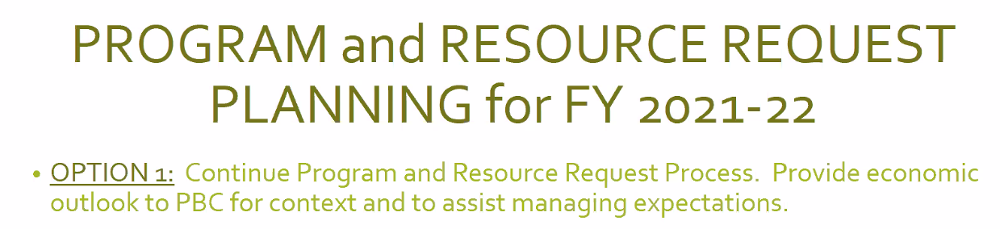 PROGRAM and RESOURCE REQUEST
PLANNING for FY 2021-22
• OPTION 1: Continue Program and Resource Request Process. Provide economic
outlook to PBC for context and to assist managing expectations.